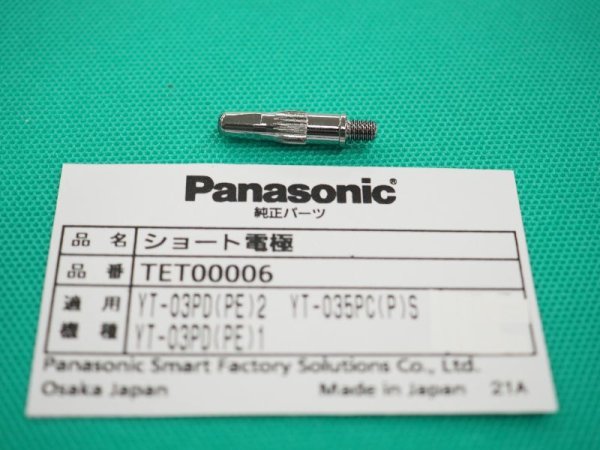 Panasonic®
純正パーツ
品名 ショート電極
品番 TET00006
適用 YT-03PD(PE)2 YT-035PC(P)S
機種 YT-03PD(PE)1
Panasonic Smart Factory Solutions Co., Ltd.
Osaka Japan Made in Japan 21A